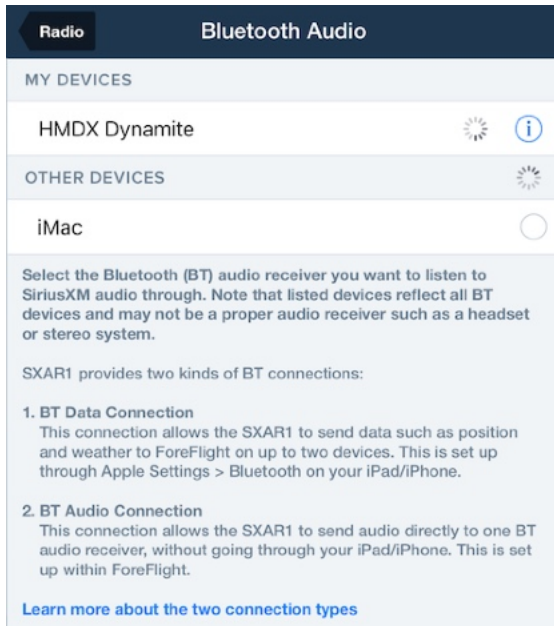 Radio
Bluetooth Audio
MY DEVICES
HMDX Dynamite
OTHER DEVICES
iMac
Select the Bluetooth (BT) audio receiver you want to listen to
SiriusXM audio through. Note that listed devices reflect all BT
devices and may not be a proper audio receiver such as a headset
or stereo system.
SXAR1 provides two kinds of BT connections:
1. BT Data Connection
This connection allows the SXAR1 to send data such as position
and weather to ForeFlight on up to two devices. This is set up
through Apple Settings > Bluetooth on your iPad/iPhone.
2. BT Audio Connection
This connection allows the SXAR1 to send audio directly to one BT
audio receiver, without going through your iPad/iPhone. This is set
up within ForeFlight.
Learn more about the two connection types